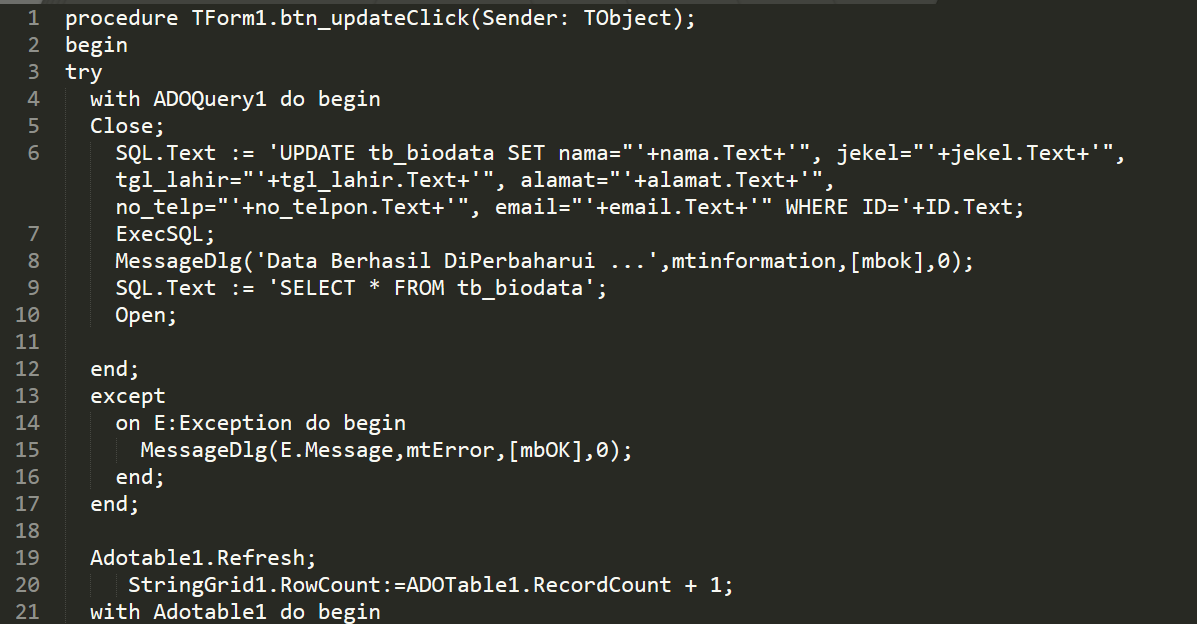 1 procedure TForm1.btn_updateClick(Sender: TObject);
2 begin
3 try
4 with ADOQuery1 do begin
5 Close;
6 SQL.Text := 'UPDATE tb_biodata SET nama="'+nama.Text+'", jekel="'+jekel.Text+'",
tgl_lahir="'+tgl_lahir.Text+'", alamat="'+alamat.Text+'",
no_telp="'+no_telpon.Text+'", email="'+email.Text+'" WHERE ID='+ID.Text;
7 ExecSQL;
8 MessageDlg('Data Berhasil DiPerbaharui ...',mtinformation,[mbok],0);
9 SQL.Text := 'SELECT * FROM tb_biodata';
10 Open;
11
12 end;
13 except
14 on E:Exception do begin
15 MessageDlg(E.Message,mtError,[mbOK],0);
16 end;
17 end;
18
19 Adotable1.Refresh;
20 StringGrid1.RowCount:=ADOTable1.RecordCount + 1;
21 with Adotable1 do begin